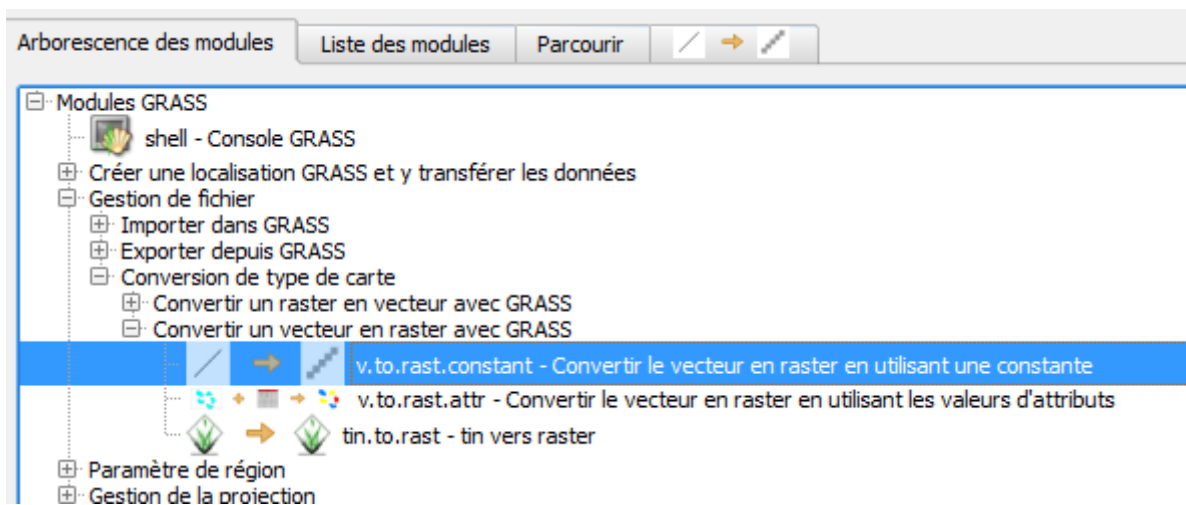 Arborescence des modules Liste des modules Parcourir
Modules GRASS
shell - Console GRASS
Créer une localisation GRASS et y transférer les données
Gestion de fichier
Importer dans GRASS
Exporter depuis GRASS
Conversion de type de carte
Convertir un raster en vecteur avec GRASS
Convertir un vecteur en raster avec GRASS
v.to.rast.constant - Convertir le vecteur en raster en utilisant une constante
v.to.rast.attr - Convertir le vecteur en raster en utilisant les valeurs d'attributs
tin.to.rast - tin vers raster
Paramètre de région
Gestion de la projection